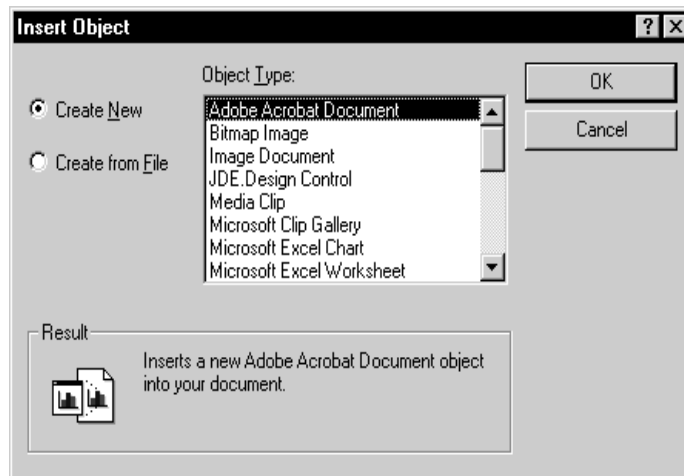 Insert Object
Object Type:
Create New
Create from File
Adobe Acrobat Document
Bitmap Image
Image Document
JDE.Design Control
Media Clip
Microsoft Clip Gallery
Microsoft Excel Chart
Microsoft Excel Worksheet
OK
Cancel
Result
Inserts a new Adobe Acrobat Document object
into your document.